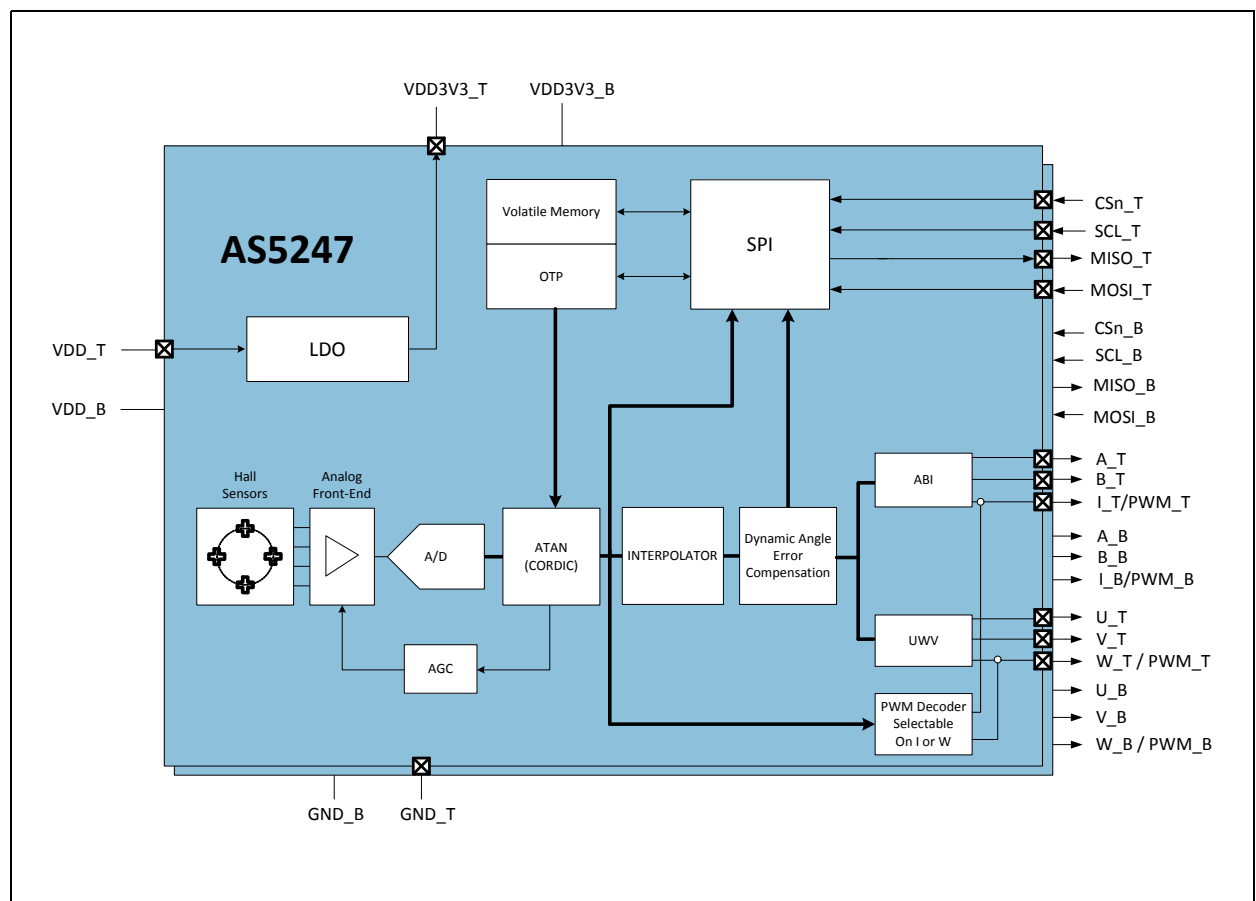 VDD3V3_T
VDD3V3_B
AS5247
Volatile Memory
OTP
SPI
CSn_T
SCL_T
MISO_T
MOSI_T
CSn_B
SCL_B
MISO_B
MOSI_B
VDD_T
LDO
VDD_B
Hall
Sensors
Analog
Front-End
A/D
ATAN
(CORDIC)
INTERPOLATOR
Dynamic Angle
Error
Compensation
AGC
ABI
A_T
B_T
I_T/PWM_T
A_B
B_B
I_B/PWM_B
UWV
U_T
V_T
W_T / PWM_T
PWM Decoder
Selectable
On I or W
U_B
V_B
W_B / PWM_B
GND_B
GND_T